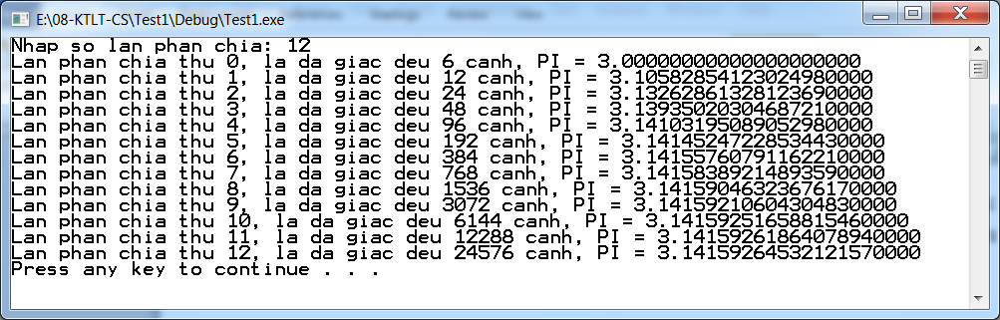 E:\08-KTLT-CS\Test1\Debug\Test1.exe
Nhap so lan phan chia: 12
Lan phan chia thu 0, la da giac deu 6 canh, PI = 3.00000000000000000000
Lan phan chia thu 1, la da giac deu 12 canh, PI = 3.10582854123024980000
Lan phan chia thu 2, la da giac deu 24 canh, PI = 3.13262861328123690000
Lan phan chia thu 3, la da giac deu 48 canh, PI = 3.13935020304687210000
Lan phan chia thu 4, la da giac deu 96 canh, PI = 3.14103195089052980000
Lan phan chia thu 5, la da giac deu 192 canh, PI = 3.14145247228534430000
Lan phan chia thu 6, la da giac deu 384 canh, PI = 3.14155760791162210000
Lan phan chia thu 7, la da giac deu 768 canh, PI = 3.14158389214893590000
Lan phan chia thu 8, la da giac deu 1536 canh, PI = 3.14159046323676170000
Lan phan chia thu 9, la da giac deu 3072 canh, PI = 3.14159210604304830000
Lan phan chia thu 10, la da giac deu 6144 canh, PI = 3.14159251658815460000
Lan phan chia thu 11, la da giac deu 12288 canh, PI = 3.14159261864078940000
Lan phan chia thu 12, la da giac deu 24576 canh, PI = 3.14159264532121570000
Press any key to continue . . .